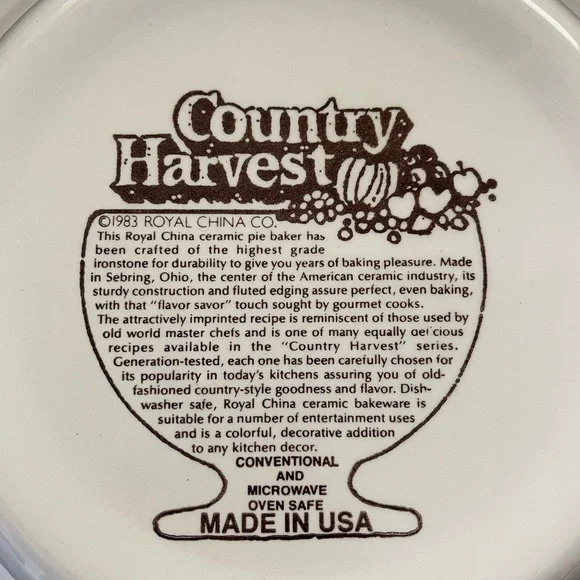 Country
Harvest
©1983 ROYAL CHINA CO.
This Royal China ceramic pie baker has
been crafted of the highest grade
ironstone for durability to give you years of baking pleasure. Made
in Sebring, Ohio, the center of the American ceramic industry, its
sturdy construction and fluted edging assure perfect, even baking,
with that "flavor savor" touch sought by gourmet cooks.
The attractively imprinted recipe is reminiscent of those used by
old world master chefs and is one of many equally delicious
recipes available in the "Country Harvest" series.
Generation-tested, each one has been carefully chosen for
its popularity in today's kitchens assuring you of old-
fashioned country-style goodness and flavor. Dish-
washer safe, Royal China ceramic bakeware is
suitable for a number of entertainment uses
and is a colorful, decorative addition
to any kitchen decor.
CONVENTIONAL
AND
MICROWAVE
OVEN SAFE
MADE IN USA